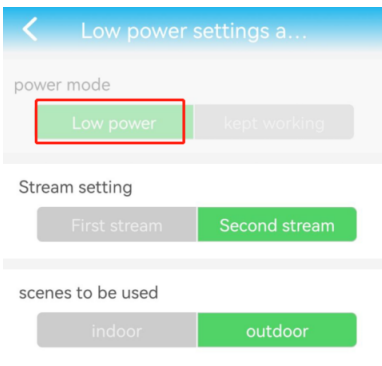 Low power settings a...
power mode
Low power kept working
Stream setting
First stream Second stream
scenes to be used
indoor outdoor